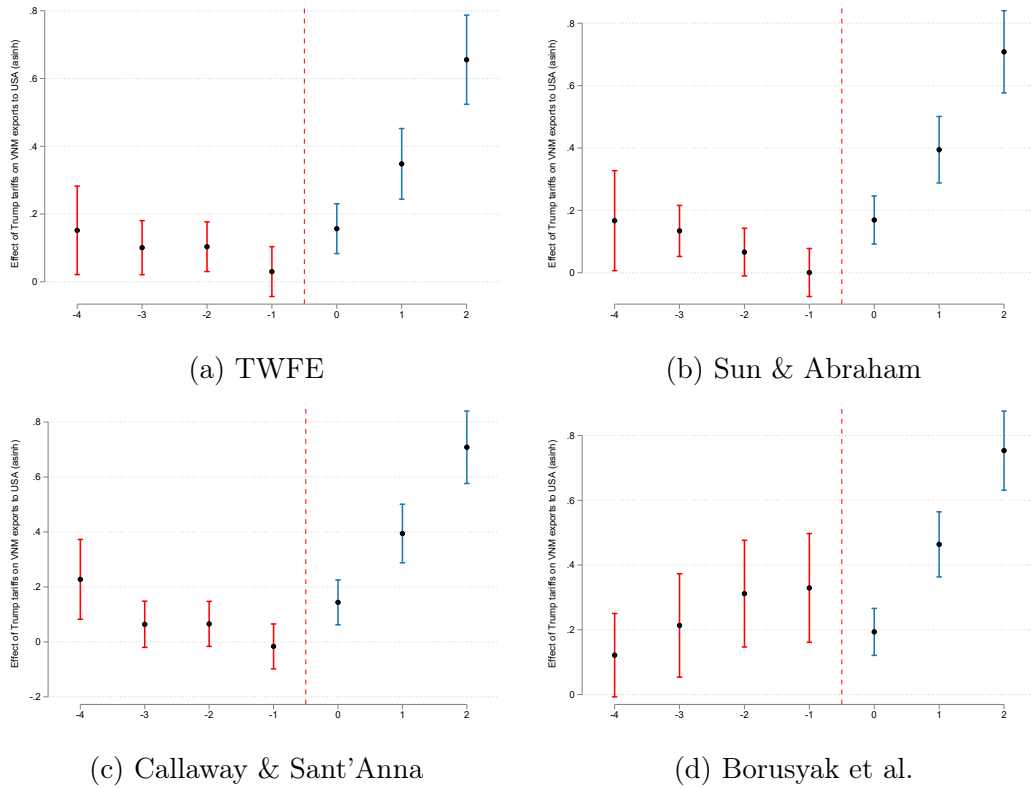 Effect of Trump tariffs on VNM exports to USA (asinh)
.8
.6
.4
.2
0
-4 -3 -2 -1 0 1 2
(a) TWFE
Effect of Trump tariffs on VNM exports to USA (asinh)
.8
.6
.4
.2
0
-4 -3 -2 -1 0 1 2
(b) Sun & Abraham
Effect of Trump tariffs on VNM exports to USA (asinh)
.8
.6
.4
.2
0
-.2
-4 -3 -2 -1 0 1 2
(c) Callaway & Sant'Anna
Effect of Trump tariffs on VNM exports to USA (asinh)
.8
.6
.4
.2
0
-4 -3 -2 -1 0 1 2
(d) Borusyak et al.